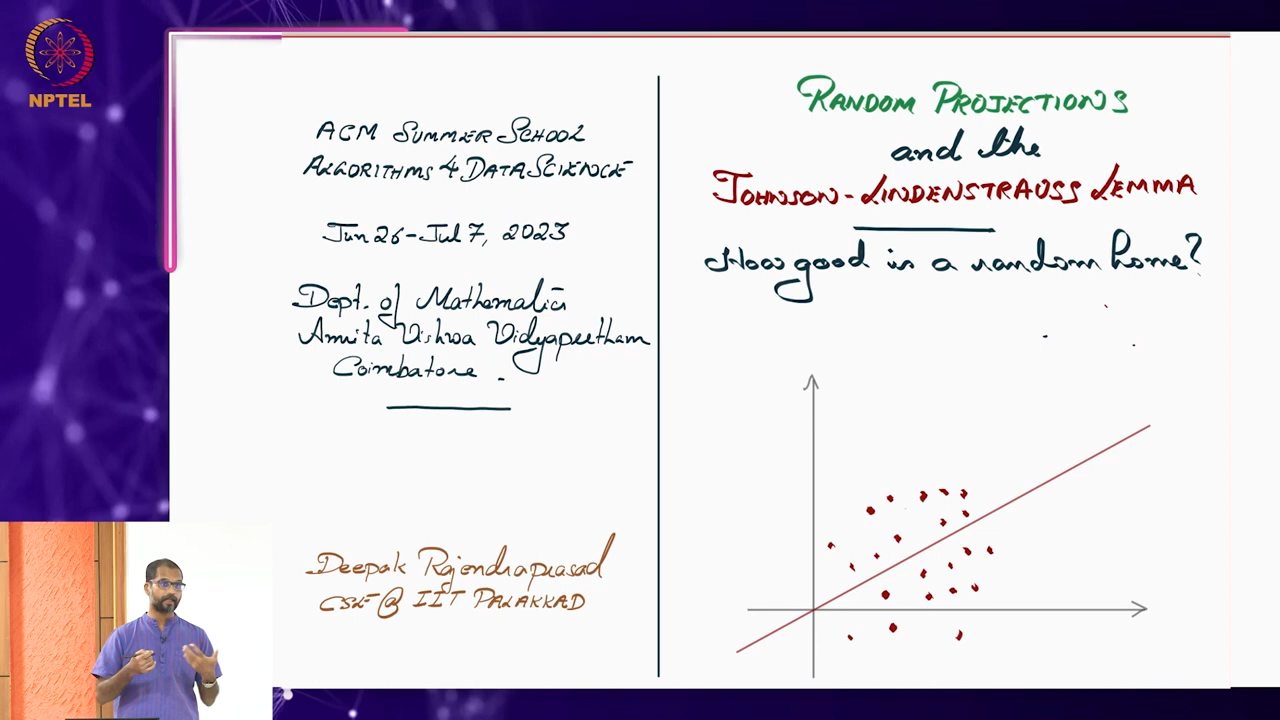 NPTEL
ACM SUMMER SCHOOL
ALGORITHMS 4 DATA SCIENCE
Jun 26-Jul 7, 2023
Dept. of Mathematics
Amrita Vishwa Vidyapeetham
Coimbatore.
Deepak Rajendraprasad
CSE @ IIT PALAKKAD
RANDOM PROJECTIONS
and the
JOHNSON-LINDENSTRAUSS LEMMA
How good is a random home?